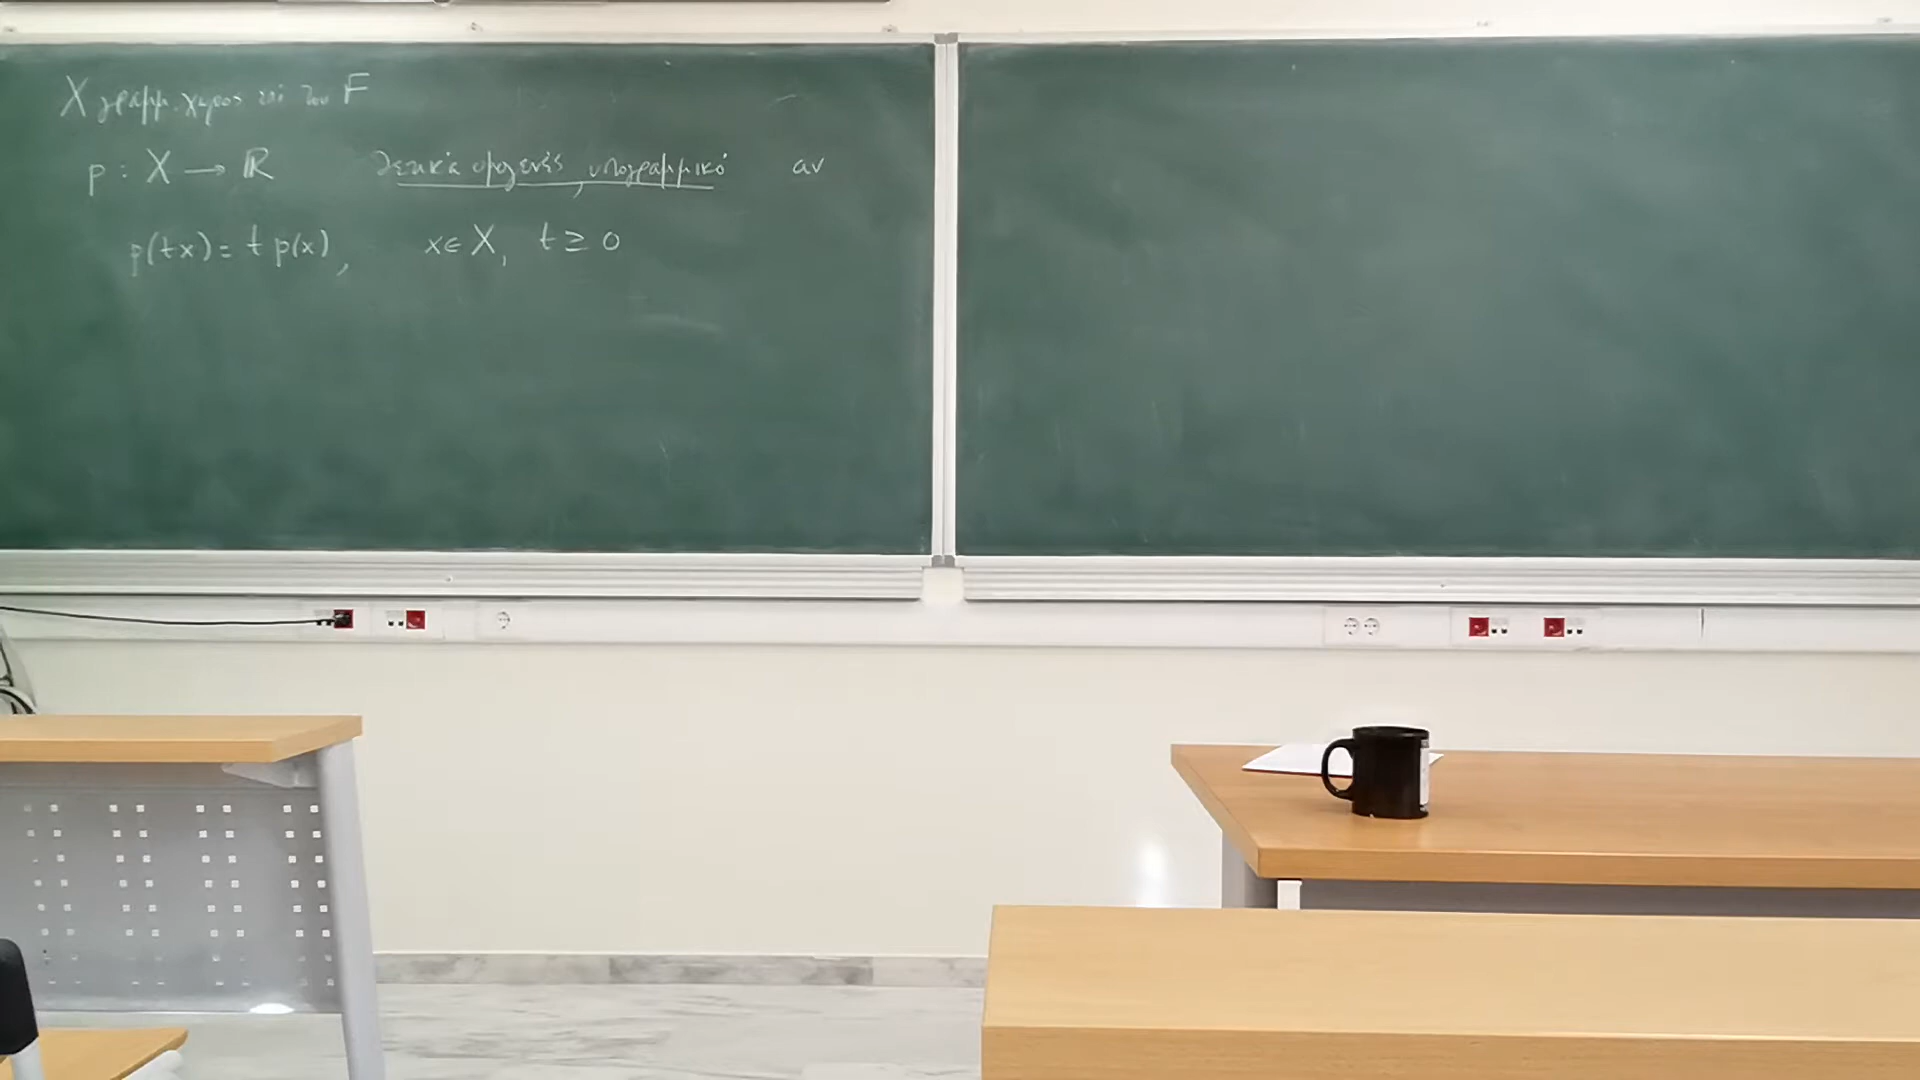 X γραμμ. χώρος επί του F
p : X → ℝ θετικά ομογενές, υπογραμμικό αν
p(tx) = t p(x), x ∈ X, t ≥ 0